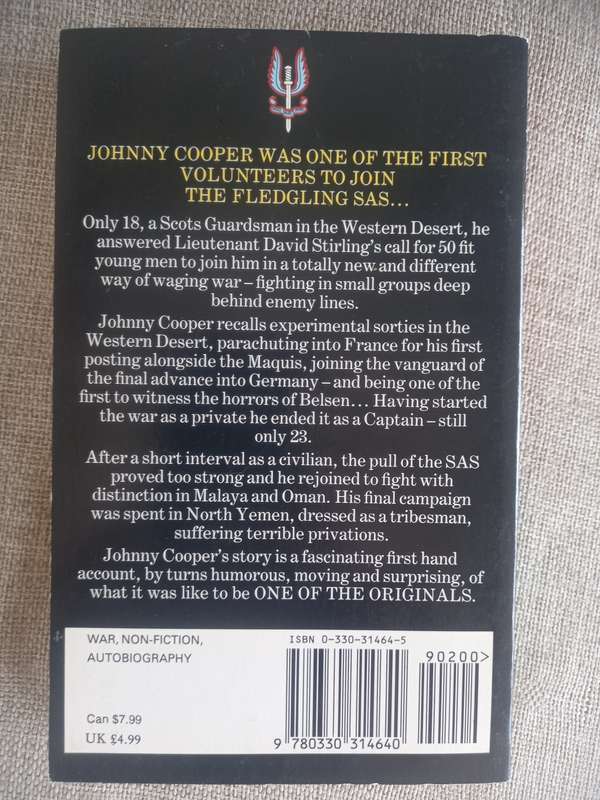 JOHNNY COOPER WAS ONE OF THE FIRST
VOLUNTEERS TO JOIN
THE FLEDGLING SAS...
Only 18, a Scots Guardsman in the Western Desert, he
answered Lieutenant David Stirling's call for 50 fit
young men to join him in a totally new and different
way of waging war – fighting in small groups deep
behind enemy lines.
Johnny Cooper recalls experimental sorties in the
Western Desert, parachuting into France for his first
posting alongside the Maquis, joining the vanguard of
the final advance into Germany – and being one of the
first to witness the horrors of Belsen... Having started
the war as a private he ended it as a Captain – still
only 23.
After a short interval as a civilian, the pull of the SAS
proved too strong and he rejoined to fight with
distinction in Malaya and Oman. His final campaign
was spent in North Yemen, dressed as a tribesman,
suffering terrible privations.
Johnny Cooper's story is a fascinating first hand
account, by turns humorous, moving and surprising, of
what it was like to be ONE OF THE ORIGINALS.
WAR, NON-FICTION,
AUTOBIOGRAPHY
Can $7.99
UK £4.99
ISBN 0-330-31464-5
90200>
9 780330 314640